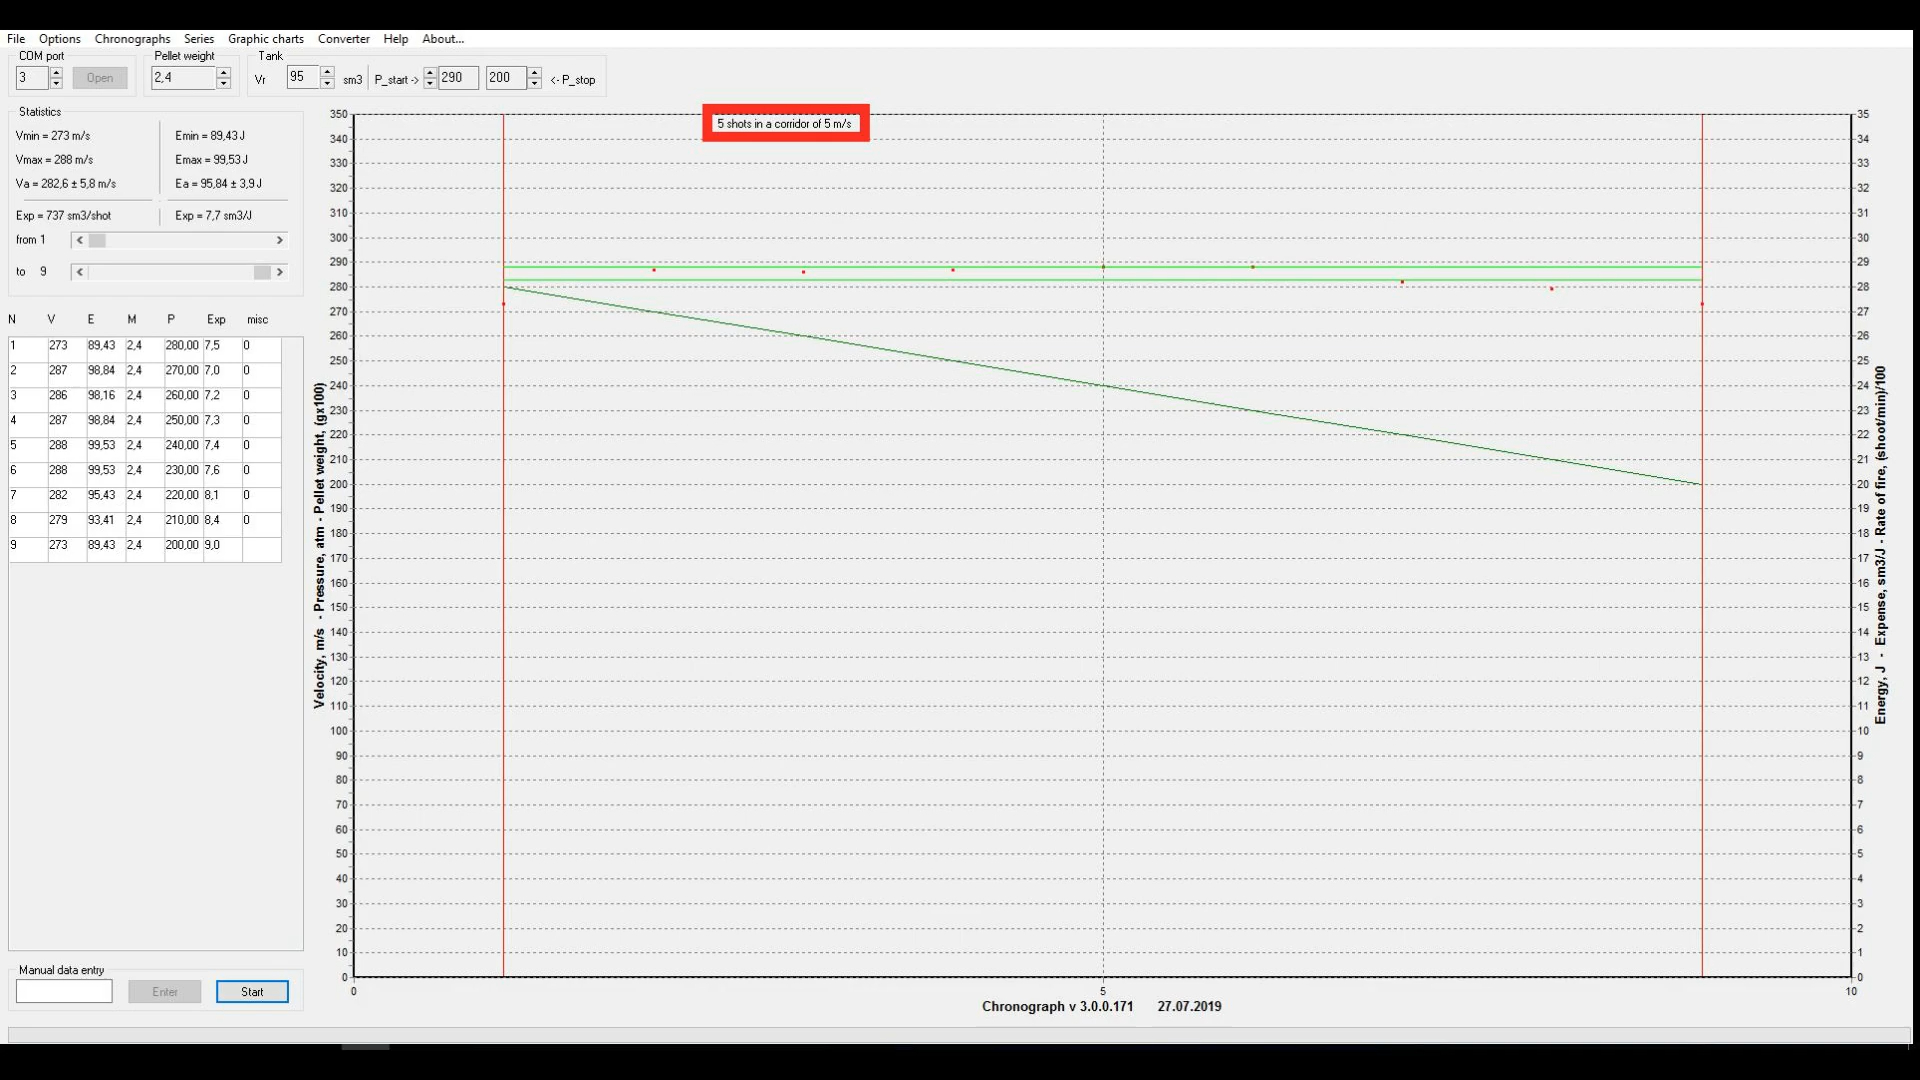 File Options Chronographs Series Graphic charts Converter Help About...
COM port Pellet weight Tank
3 Open 2,4 Vr 95 sm3 P_start -> 290 200 <- P_stop
Statistics
Vmin = 273 m/s Emin = 89,43 J
Vmax = 288 m/s Emax = 99,53 J
Va = 282,6 ± 5,8 m/s Ea = 95,84 ± 3,9 J
Exp = 737 sm3/shot Exp = 7,7 sm3/J
from 1
to 9
N V E M P Exp misc
1 273 89,43 2,4 280,00 7,5 0
2 287 98,84 2,4 270,00 7,0 0
3 286 98,16 2,4 260,00 7,2 0
4 287 98,84 2,4 250,00 7,3 0
5 288 99,53 2,4 240,00 7,4 0
6 288 99,53 2,4 230,00 7,6 0
7 282 95,43 2,4 220,00 8,1 0
8 279 93,41 2,4 210,00 8,4 0
9 273 89,43 2,4 200,00 9,0
Manual data entry
Enter Start
5 shots in a corridor of 5 m/s
Velocity, m/s - Pressure, atm - Pellet weight, (gx100)
350
340
330
320
310
300
290
280
270
260
250
240
230
220
210
200
190
180
170
160
150
140
130
120
110
100
90
80
70
60
50
40
30
20
10
0
35
34
33
32
31
30
29
28
27
26
25
24
23
22
21
20
19
18
17
16
15
14
13
12
11
10
9
8
7
6
5
4
3
2
1
0
Energy, J - Expense, sm3/J - Rate of fire, (shoot/min)/100
0 5 10
Chronograph v 3.0.0.171 27.07.2019